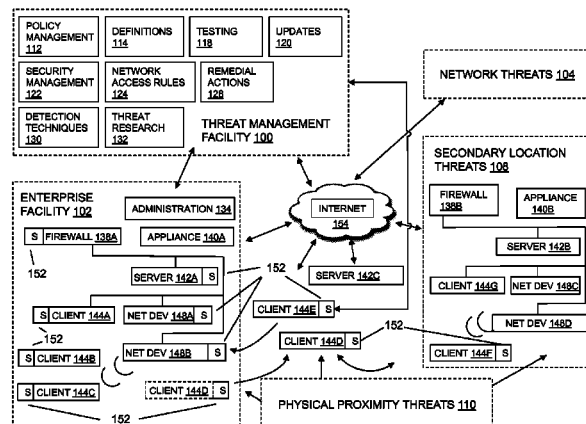 POLICY MANAGEMENT 112
DEFINITIONS 114
TESTING 118
UPDATES 120
SECURITY MANAGEMENT 122
NETWORK ACCESS RULES 124
REMEDIAL ACTIONS 128
DETECTION TECHNIQUES 130
THREAT RESEARCH 132
THREAT MANAGEMENT FACILITY 100
NETWORK THREATS 104
SECONDARY LOCATION THREATS 108
FIREWALL 138B
APPLIANCE 140B
SERVER 142B
CLIENT 144G
NET DEV 148C
NET DEV 148D
CLIENT 144F S
ENTERPRISE FACILITY 102
ADMINISTRATION 134
S FIREWALL 138A
APPLIANCE 140A
152
SERVER 142A S
S CLIENT 144A
NET DEV 148A S
152
S CLIENT 144B
NET DEV 148B S
S CLIENT 144C
CLIENT 144D S
152
INTERNET 154
152
SERVER 142C
CLIENT 144E S
CLIENT 144D S
152
PHYSICAL PROXIMITY THREATS 110